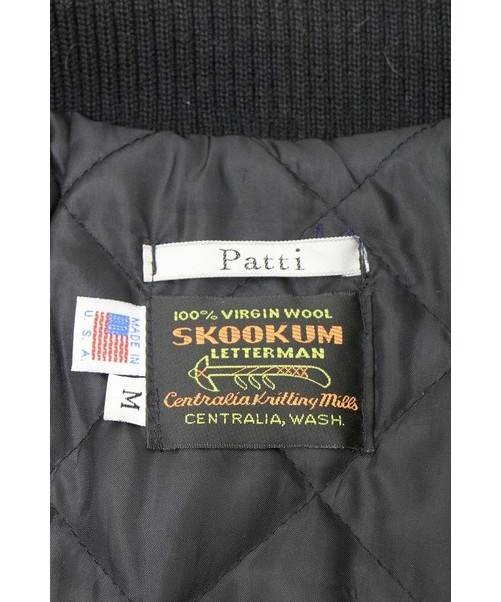 Patti
100% VIRGIN WOOL
SKOOKUM
LETTERMAN
Centralia Knitting Mills
CENTRALIA, WASH.
MADE IN
U.S.A
M